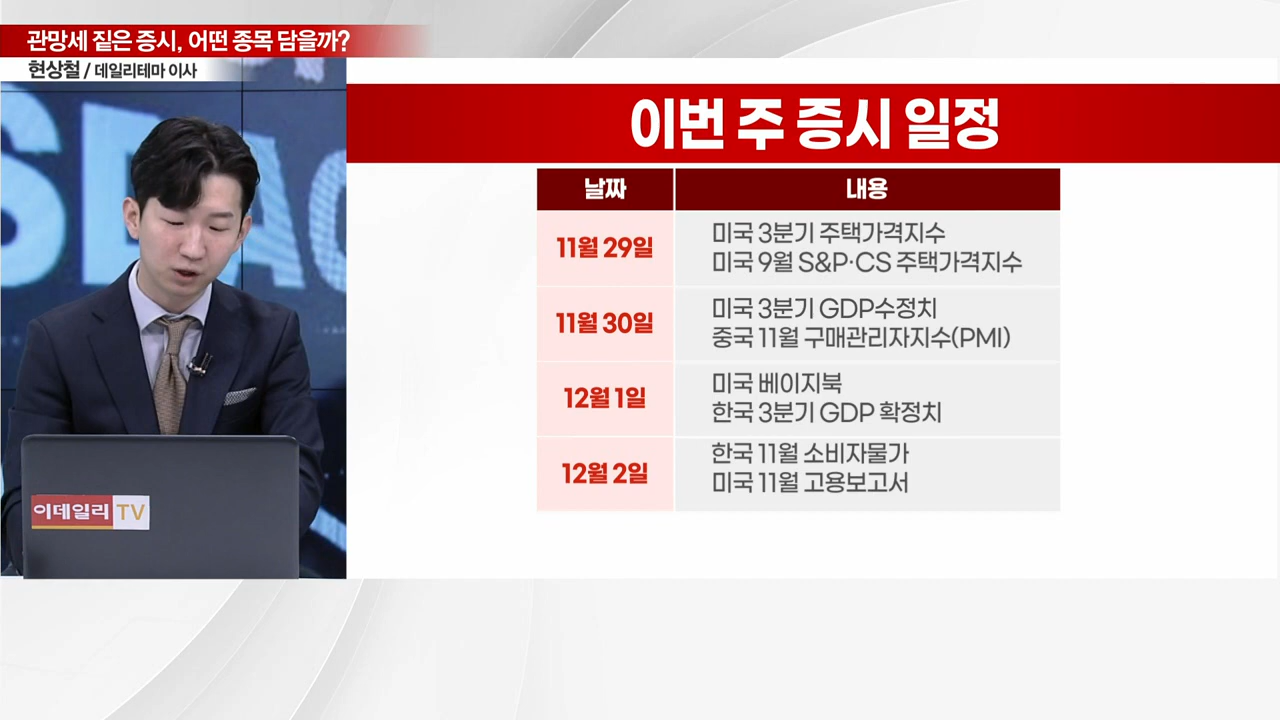 관망세 짙은 증시, 어떤 종목 담을까?
현상철 / 데일리테마 이사
이번 주 증시 일정
날짜 내용
11월 29일
미국 3분기 주택가격지수
미국 9월 S&P·CS 주택가격지수
11월 30일
미국 3분기 GDP수정치
중국 11월 구매관리자지수(PMI)
12월 1일
미국 베이지북
한국 3분기 GDP 확정치
12월 2일
한국 11월 소비자물가
미국 11월 고용보고서
이데일리TV